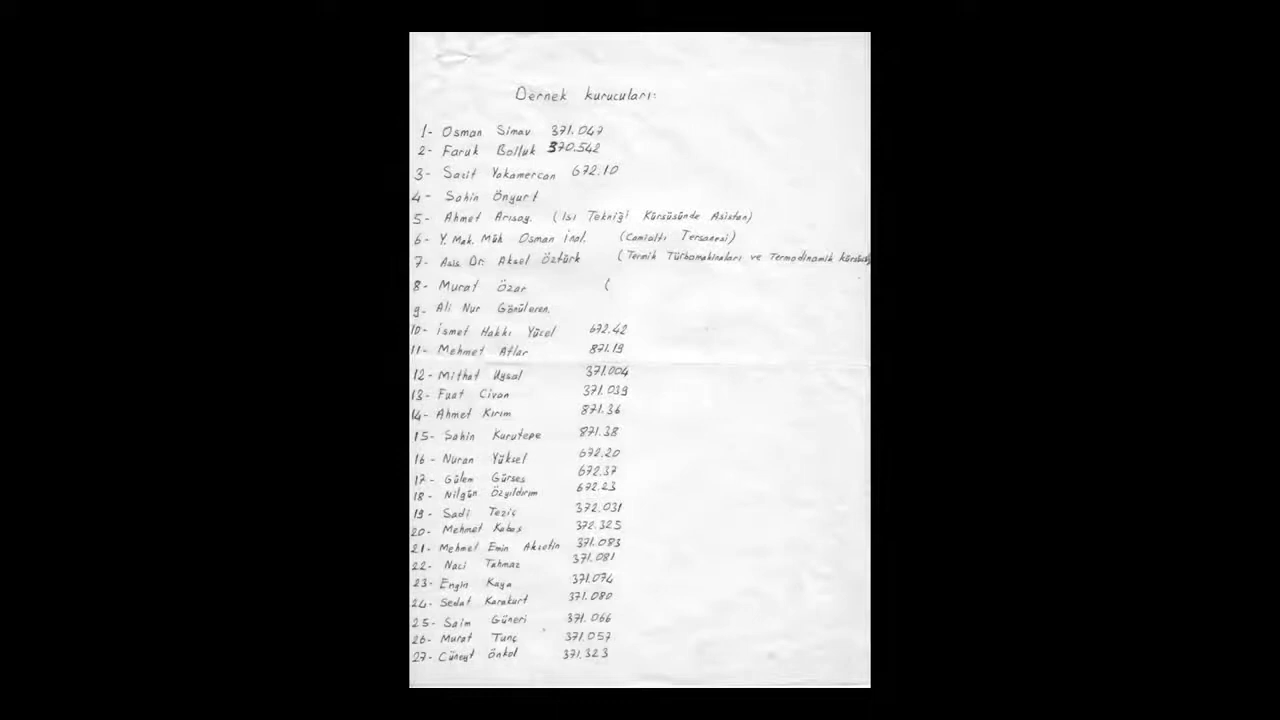 Dernek kurucuları:
1- Osman Sınav 371.047
2- Faruk Bolluk 370.542
3- Sazit Yakamercan 672.10
4- Şahin Önyurt
5- Ahmet Arısoy. (Isı Tekniği Kürsüsünde Asistan)
6- Y. Mak. Müh Osman İnal. (Camialtı Tersanesi)
7- Asis. Dr. Aksel Öztürk (Termik Türbomakinaları ve Termodinamik kürsüsü
8- Murat Özar (
9- Ali Nur Gönüleren.
10- İsmet Hakkı Yücel 672.42
11- Mehmet Atlar 871.19
12- Mithat Uysal 371.004
13- Fuat Civan 371.039
14- Ahmet Kırım 871.36
15- Şahin Kurutepe 871.38
16- Nuran Yüksel 672.20
17- Gülem Gürses 672.37
18- Nilgün Özyıldırım 672.23
19- Sadi Teziç 372.031
20- Mehmet Kabaş 372.325
21- Mehmet Emin Aksetin 371.083
22- Naci Tahmaz 371.081
23- Engin Kaya 371.074
24- Sedat Karakurt 371.080
25- Saim Güneri 371.066
26- Murat Tunç 371.057
27- Cüneyt Önkol 371.323